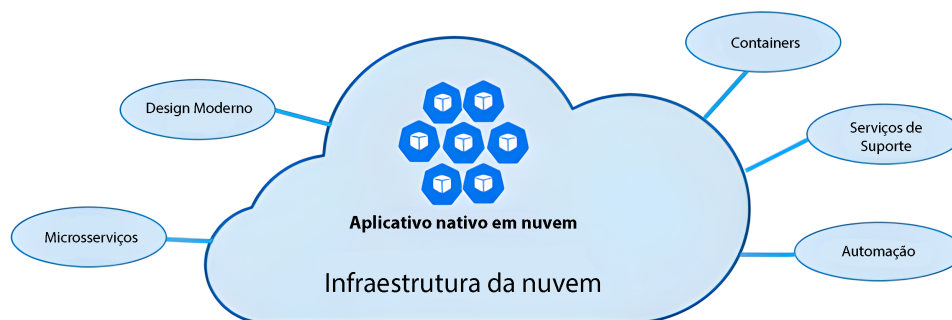 Containers
Design Moderno
Serviços de
Suporte
Aplicativo nativo em nuvem
Microsserviços
Automação
Infraestrutura da nuvem